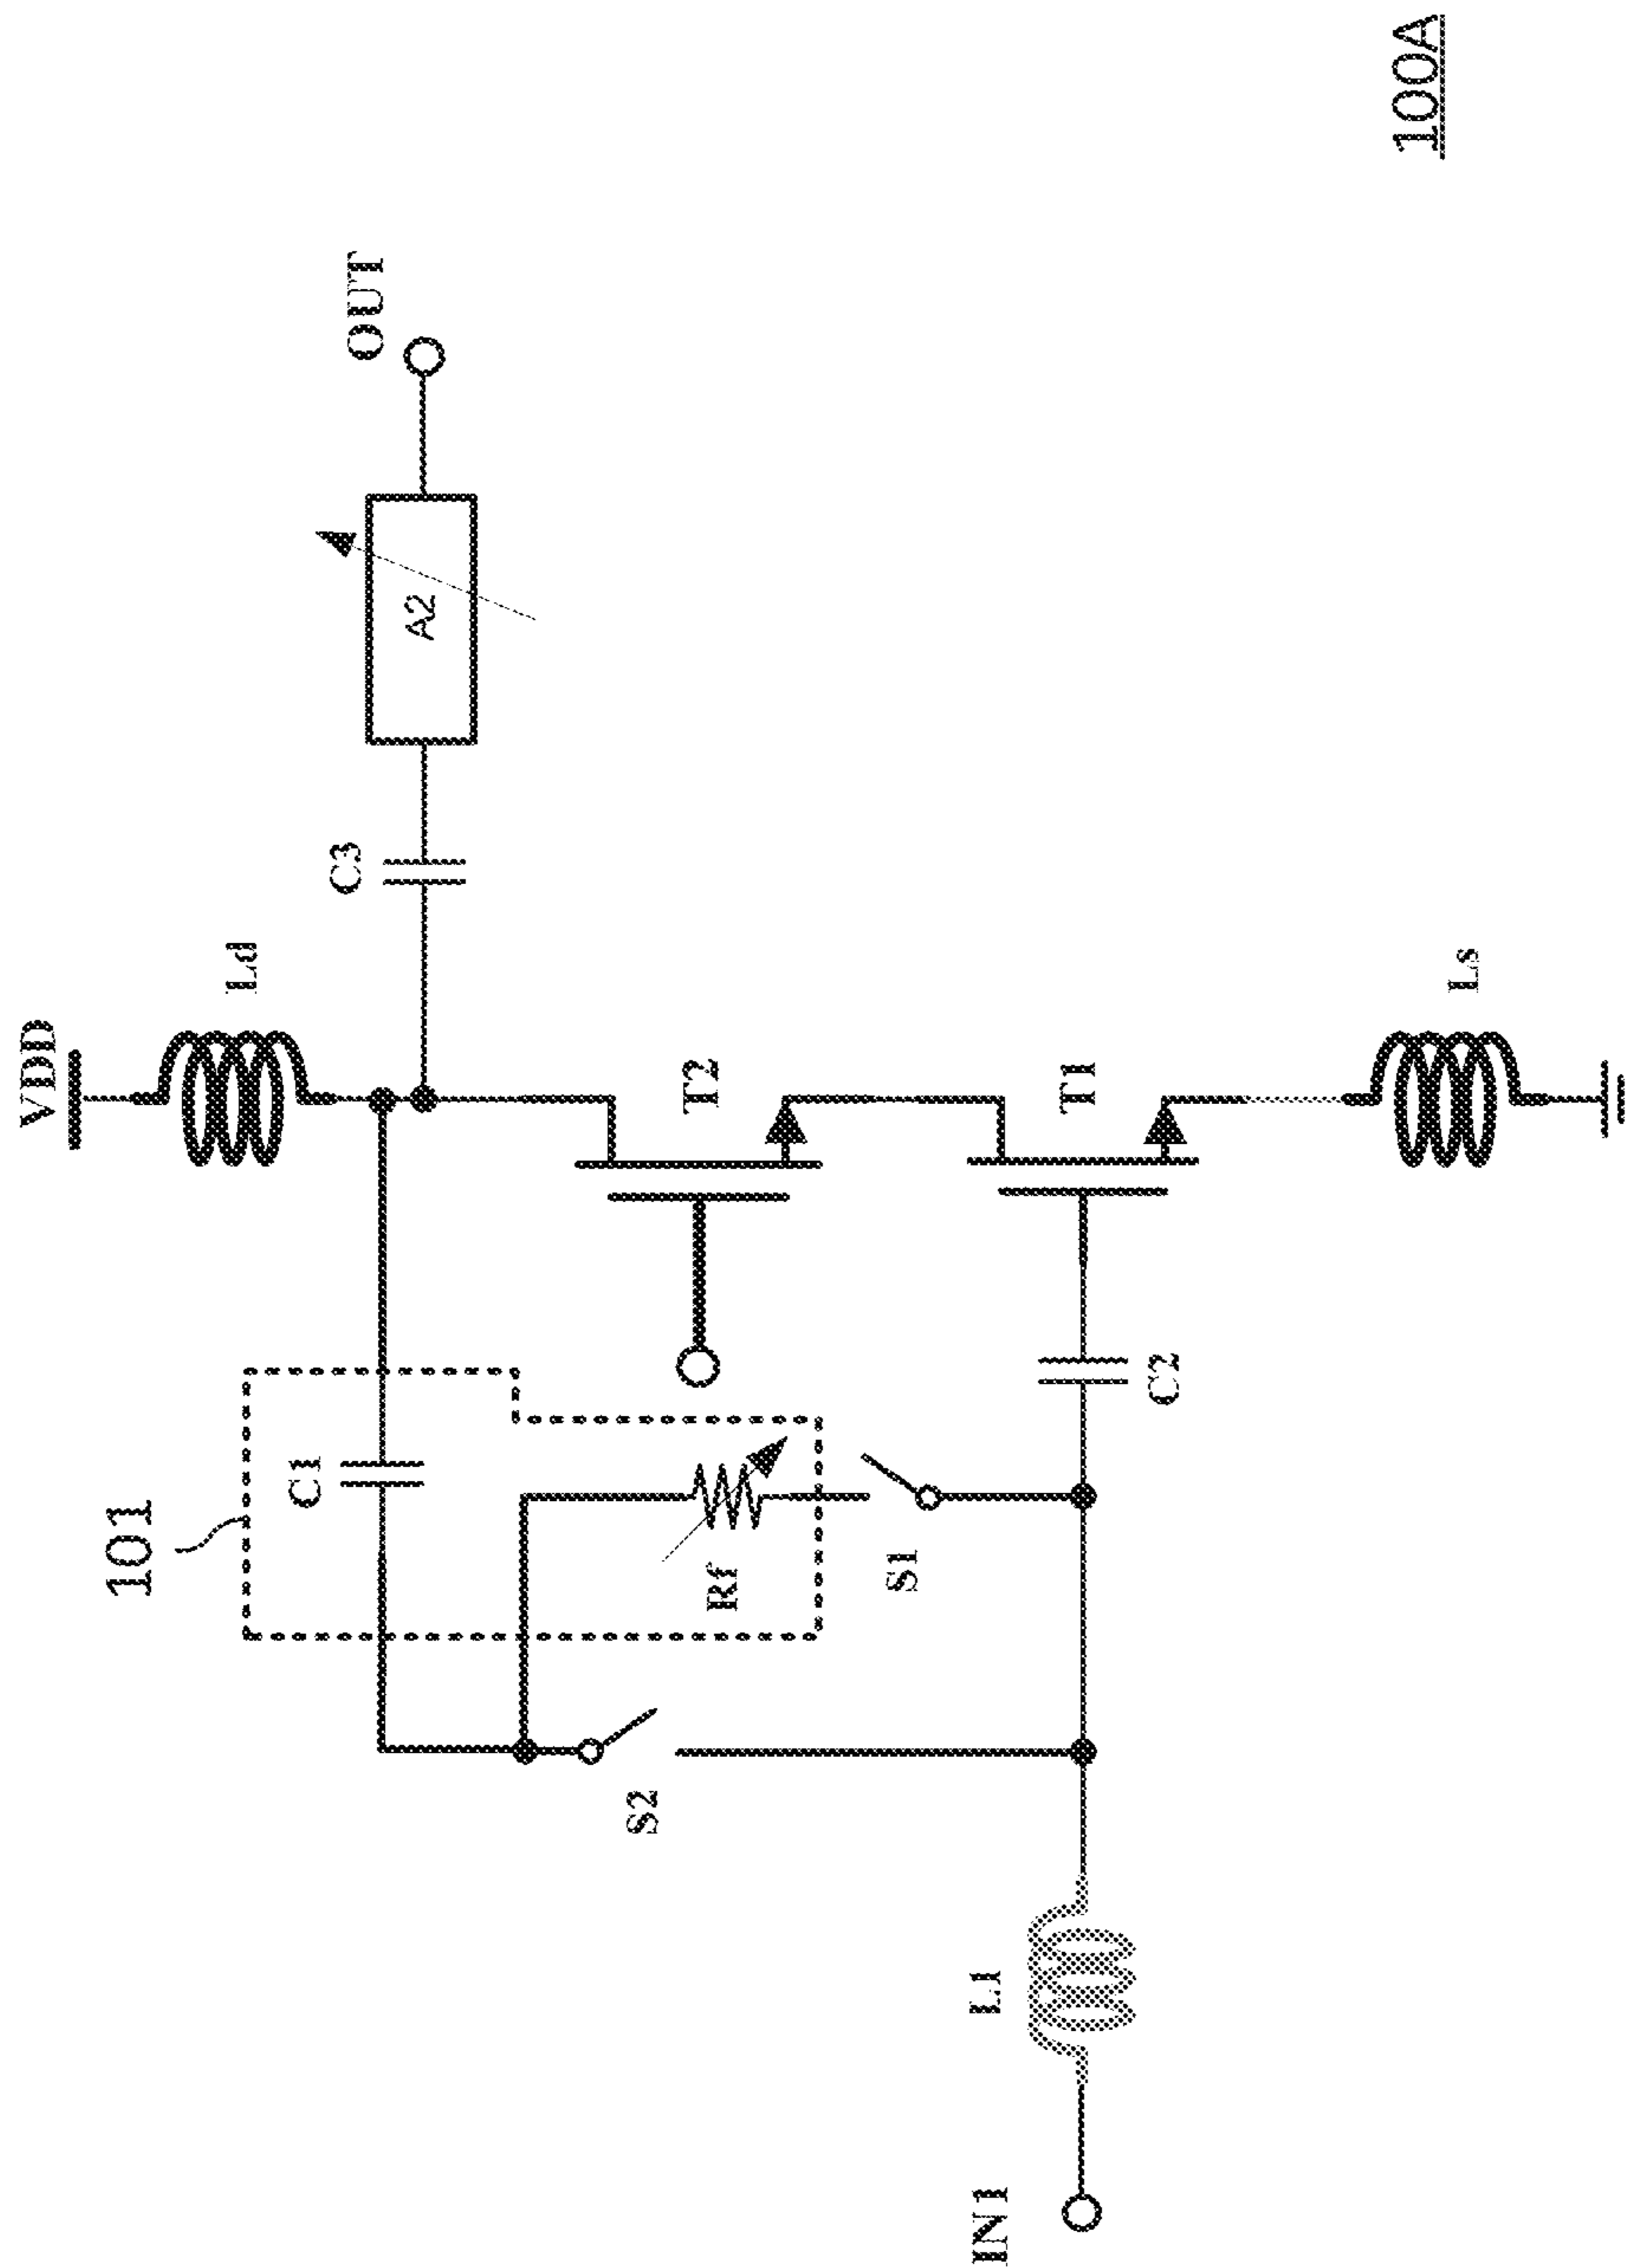 100A
VDD
Ld
OUT
C3
A2
101
C1
T2
Rf
S2
S1
T1
C2
L1
Ls
IN1